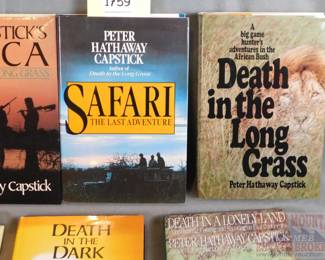 1759
STICK'S
CA
LONG GRASS
y Capstick
PETER
HATHAWAY
CAPSTICK
author of
Death in the Long Grass
SAFARI
THE LAST ADVENTURE
A
big game
hunter's
adventures in the
African Bush
Death
in the
Long
Grass
Peter Hathaway Capstick
DEATH
IN THE
DARK
DEATH IN A LONELY LAND
PETER HATHAWAY CAPSTICK